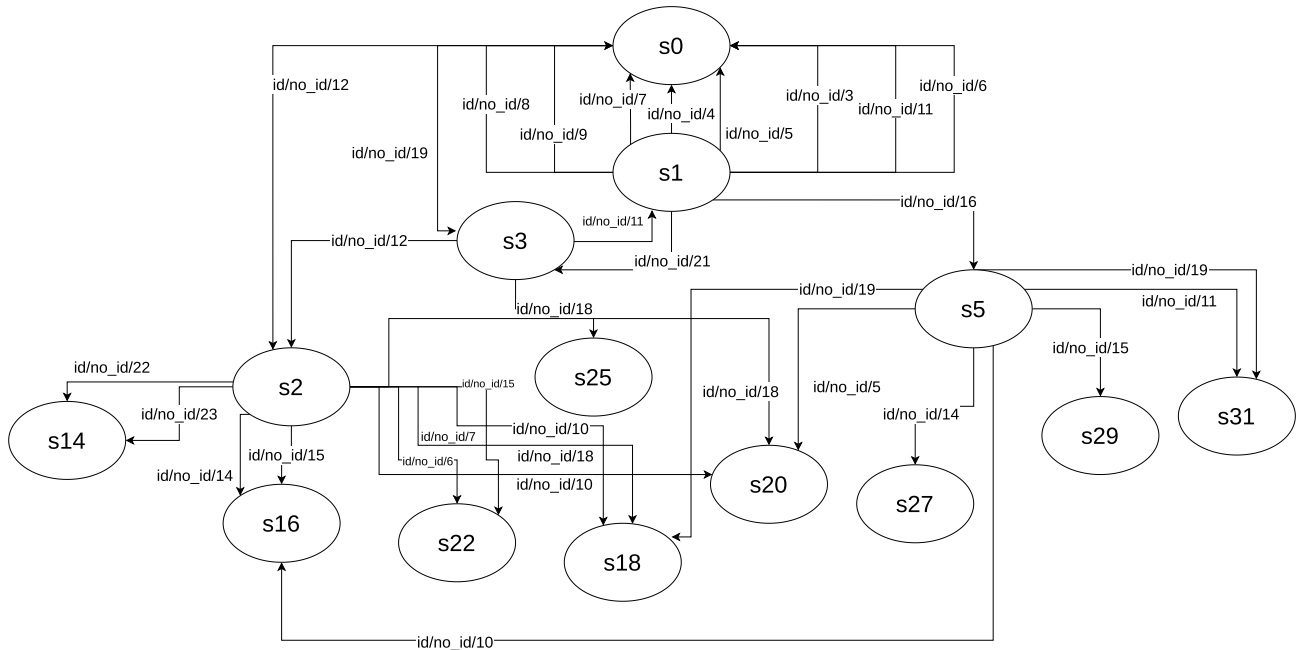 s0
id/no_id/12
id/no_id/8
id/no_id/7
id/no_id/4
id/no_id/3
id/no_id/6
id/no_id/11
id/no_id/9
id/no_id/5
id/no_id/19
s1
id/no_id/16
id/no_id/11
s3
id/no_id/12
id/no_id/21
id/no_id/19
id/no_id/19
id/no_id/11
id/no_id/18
s5
id/no_id/15
id/no_id/22
s2
id/no_id/15
s25
id/no_id/18
id/no_id/5
id/no_id/23
id/no_id/14
s31
s14
id/no_id/10
id/no_id/7
s29
id/no_id/15
id/no_id/18
id/no_id/6
id/no_id/14
id/no_id/10
s20
s27
s16
s22
s18
id/no_id/10